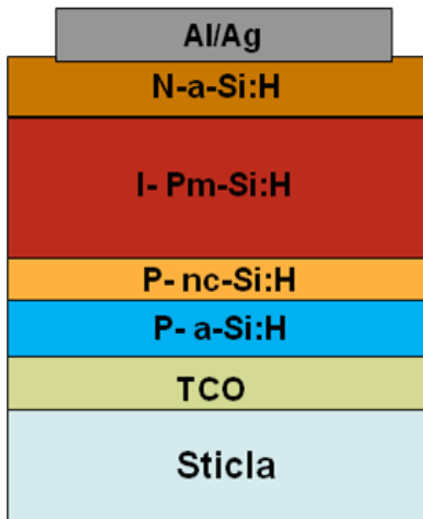 Al/Ag
N-a-Si:H
I- Pm-Si:H
P- nc-Si:H
P- a-Si:H
TCO
Sticla